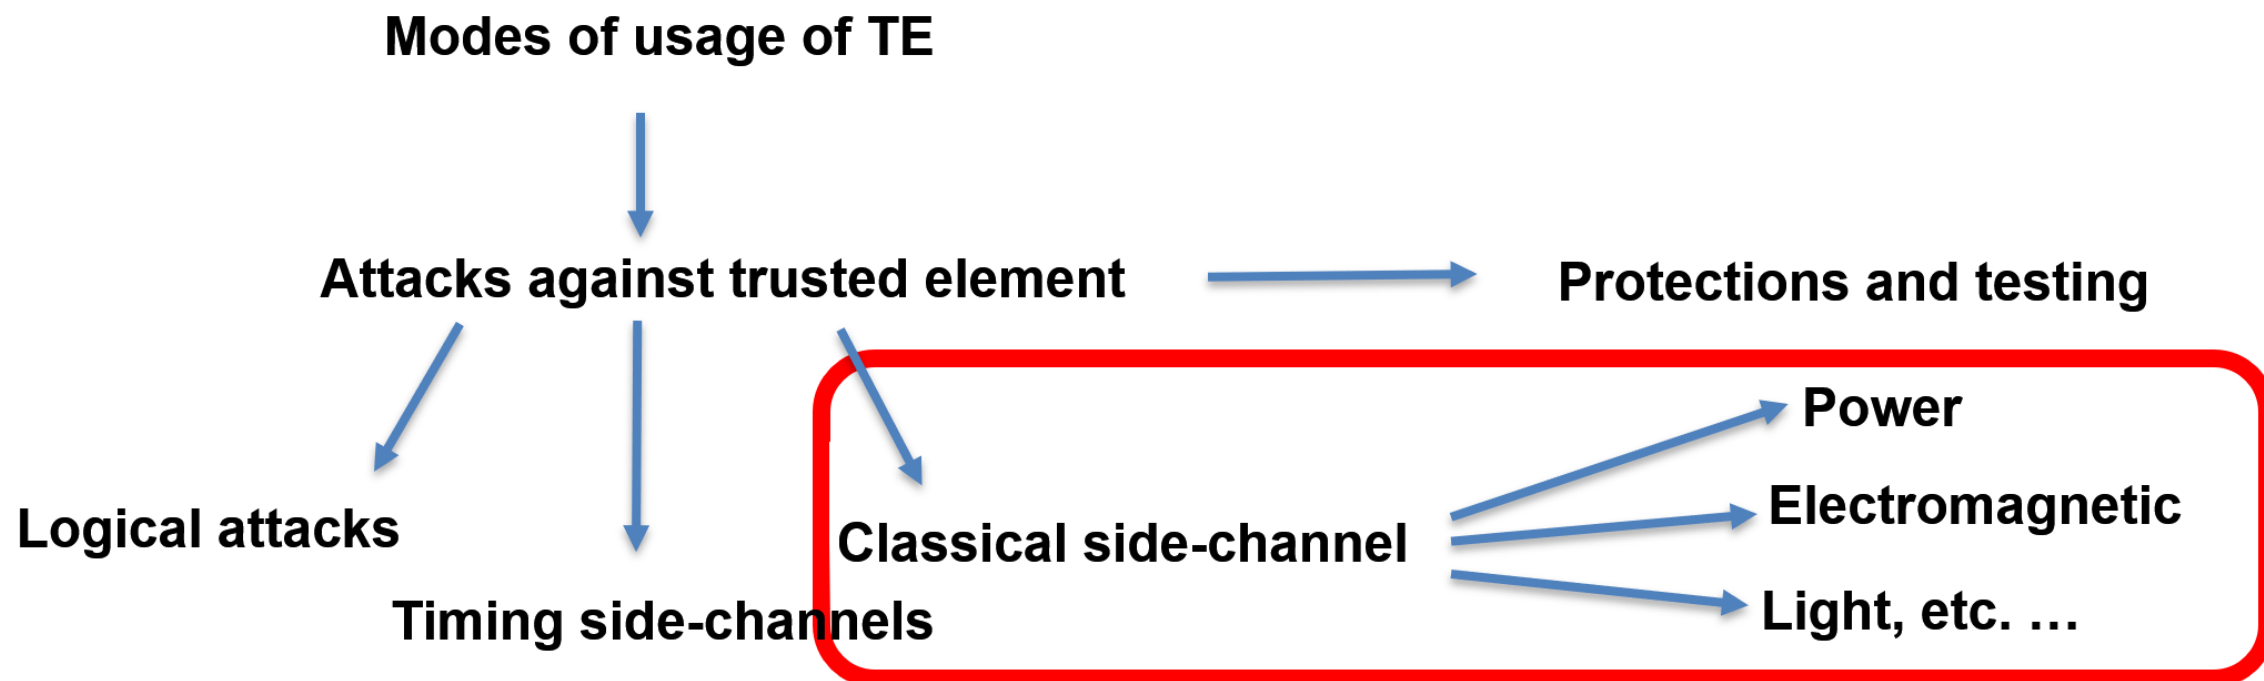 Modes of usage of TE
Attacks against trusted element
Protections and testing
Power
Electromagnetic
Logical attacks
Classical side-channel
Light, etc. …
Timing side-channels